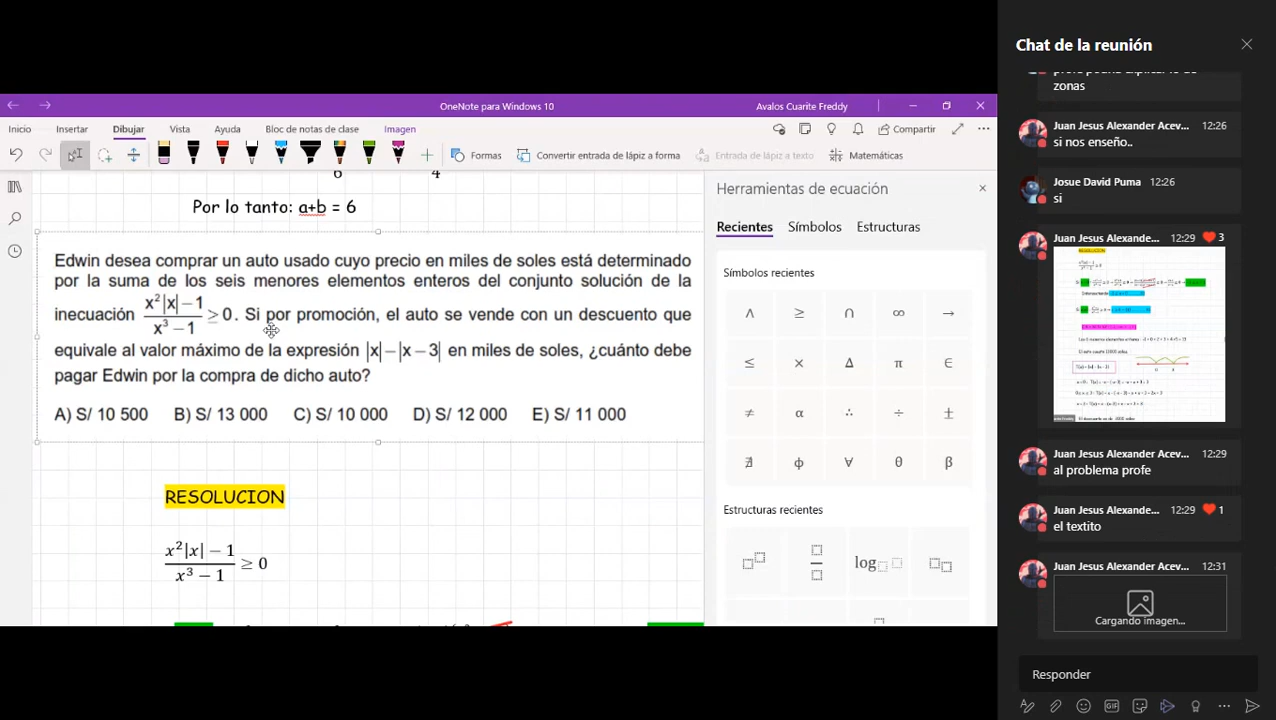 OneNote para Windows 10
Avalos Cuarite Freddy
Inicio Insertar Dibujar Vista Ayuda Bloc de notas de clase Imagen
Compartir
Formas Convertir entrada de lápiz a forma Entrada de lápiz a texto Matemáticas
6 4
Por lo tanto: a+b = 6
Edwin desea comprar un auto usado cuyo precio en miles de soles está determinado
por la suma de los seis menores elementos enteros del conjunto solución de la
inecuación (x²|x| − 1)/(x³ − 1) ≥ 0. Si por promoción, el auto se vende con un descuento que
equivale al valor máximo de la expresión |x| − |x − 3| en miles de soles, ¿cuánto debe
pagar Edwin por la compra de dicho auto?
A) S/ 10 500 B) S/ 13 000 C) S/ 10 000 D) S/ 12 000 E) S/ 11 000
RESOLUCION
(x²|x| − 1)/(x³ − 1) ≥ 0
Herramientas de ecuación
Recientes Símbolos Estructuras
Símbolos recientes
∧ ≥ ∩ ∞ →
≤ × Δ π ∈
≠ α ∴ ÷ ±
∄ ϕ ∀ θ β
Estructuras recientes
log
Chat de la reunión
zonas
Juan Jesus Alexander Acev... 12:26
si nos enseño..
Josue David Puma 12:26
si
Juan Jesus Alexande... 12:29 3
Juan Jesus Alexander Acev... 12:29
al problema profe
Juan Jesus Alexande... 12:29 1
el textito
Juan Jesus Alexander Acev... 12:31
Cargando imagen...
Responder
GIF